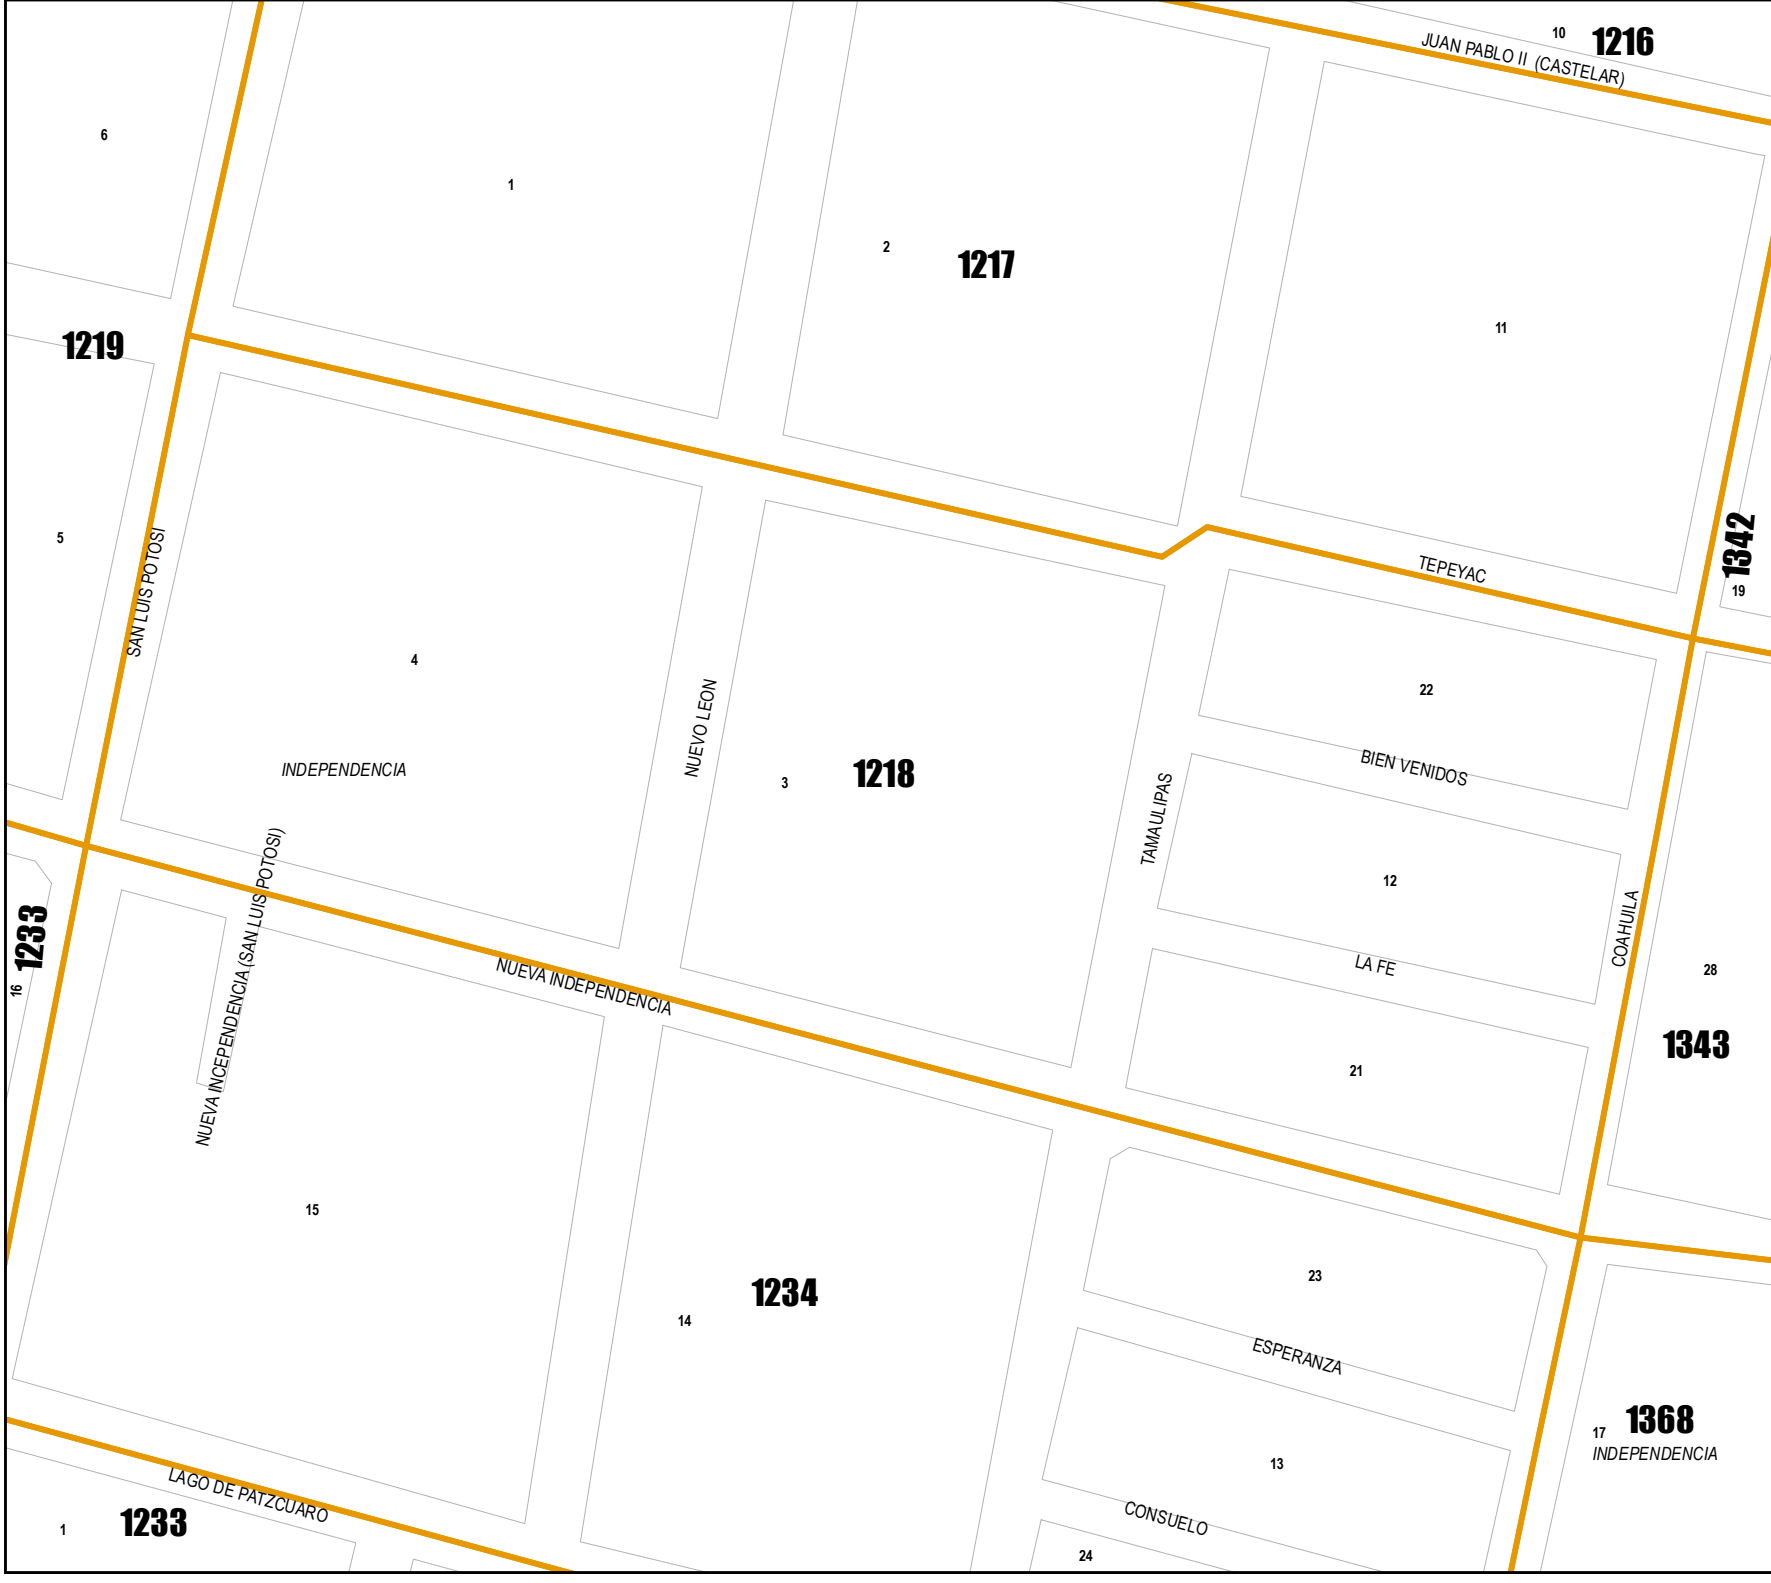 10
1216
JUAN PABLO II (CASTELAR)
6
1
2
1217
11
1219
5
SAN LUIS POTOSI
1342
19
TEPEYAC
4
22
INDEPENDENCIA
NUEVO LEON
3
1218
BIEN VENIDOS
TAMAULIPAS
12
COAHUILA
1233
16
NUEVA INCEPENDENCIA (SAN LUIS POTOSI)
NUEVA INDEPENDENCIA
LA FE
28
1343
21
15
23
1234
14
ESPERANZA
17
1368
INDEPENDENCIA
13
LAGO DE PATZCUARO
CONSUELO
1
1233
24